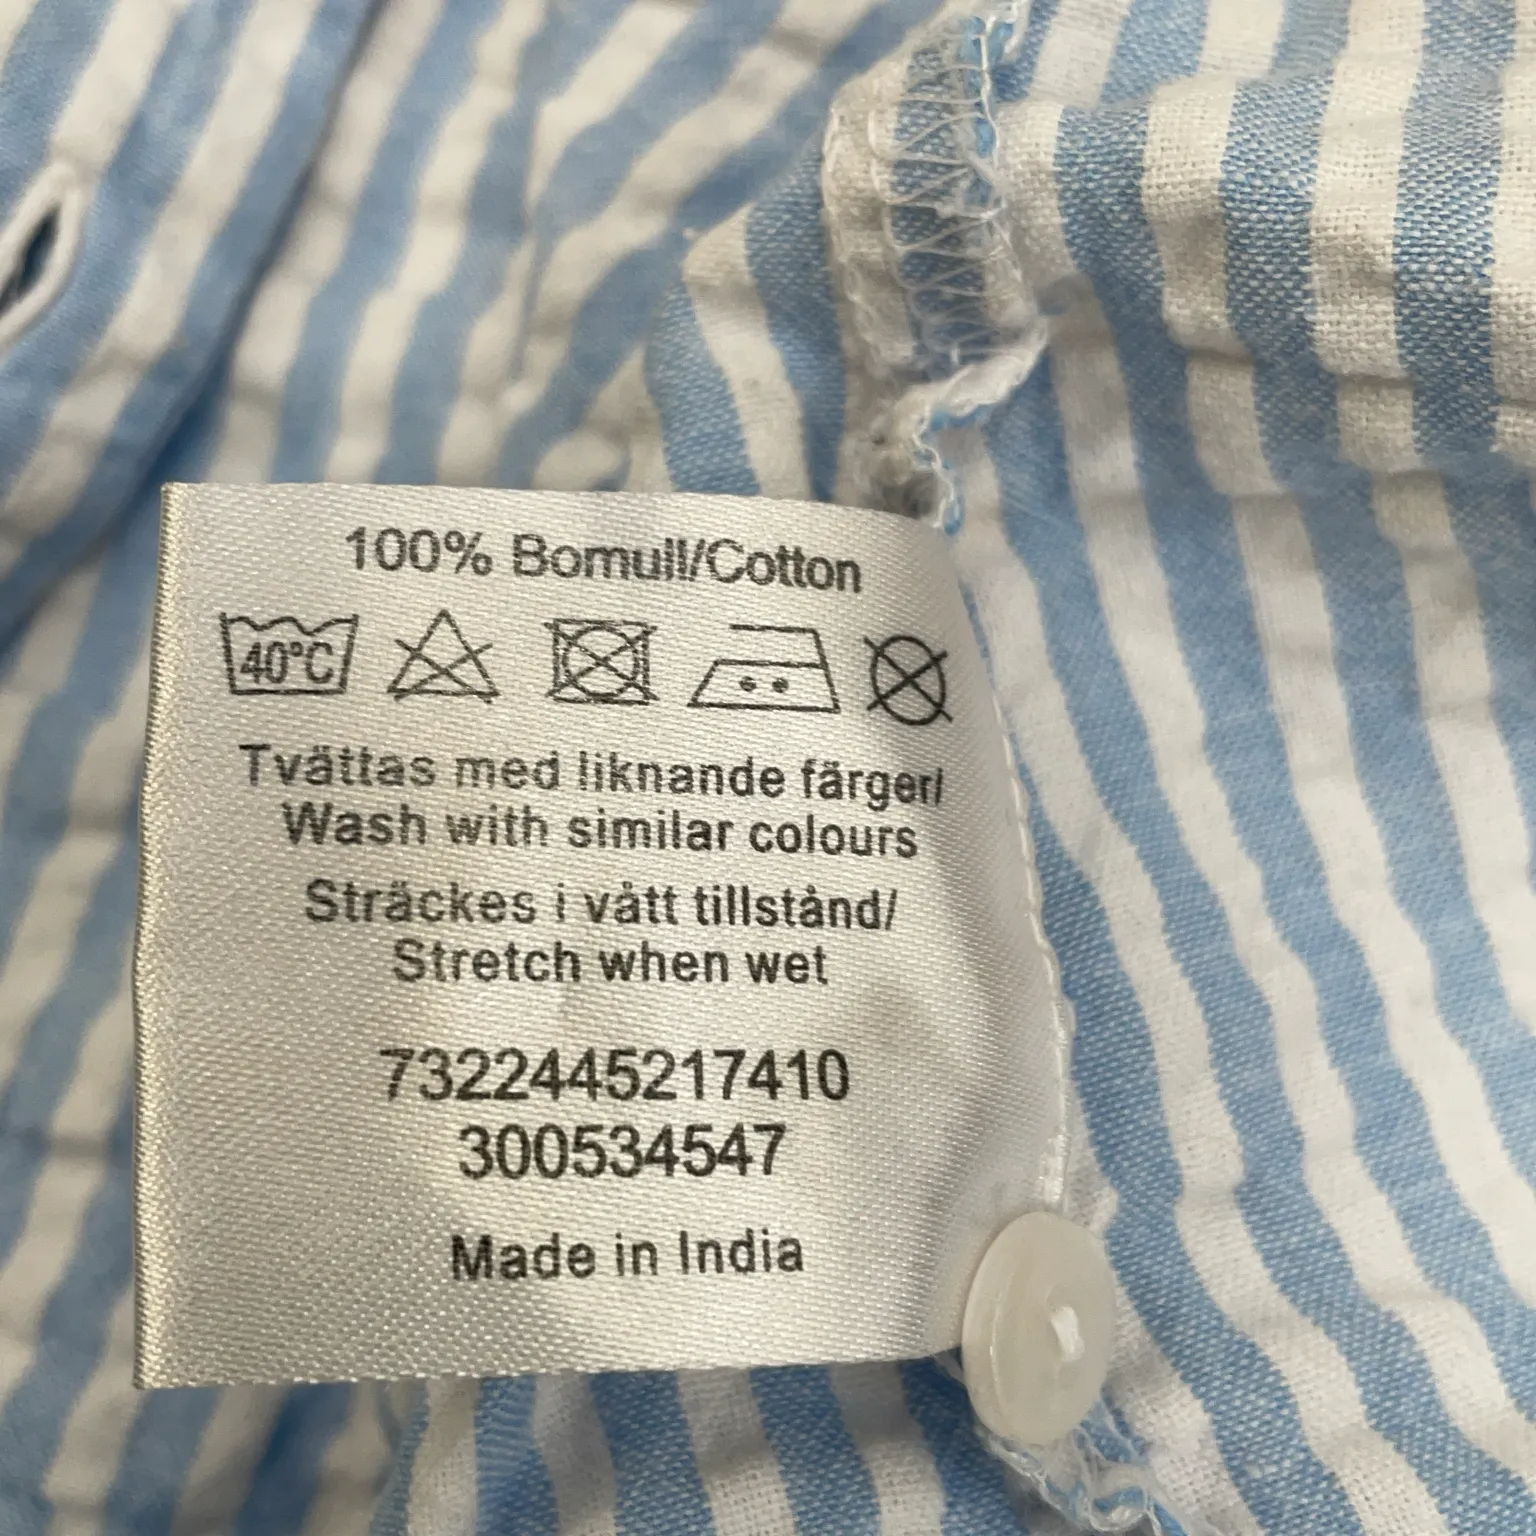 100% Bomull/Cotton
40°C
Tvättas med liknande färger/
Wash with similar colours
Sträckes i vått tillstånd/
Stretch when wet
7322445217410
300534547
Made in India